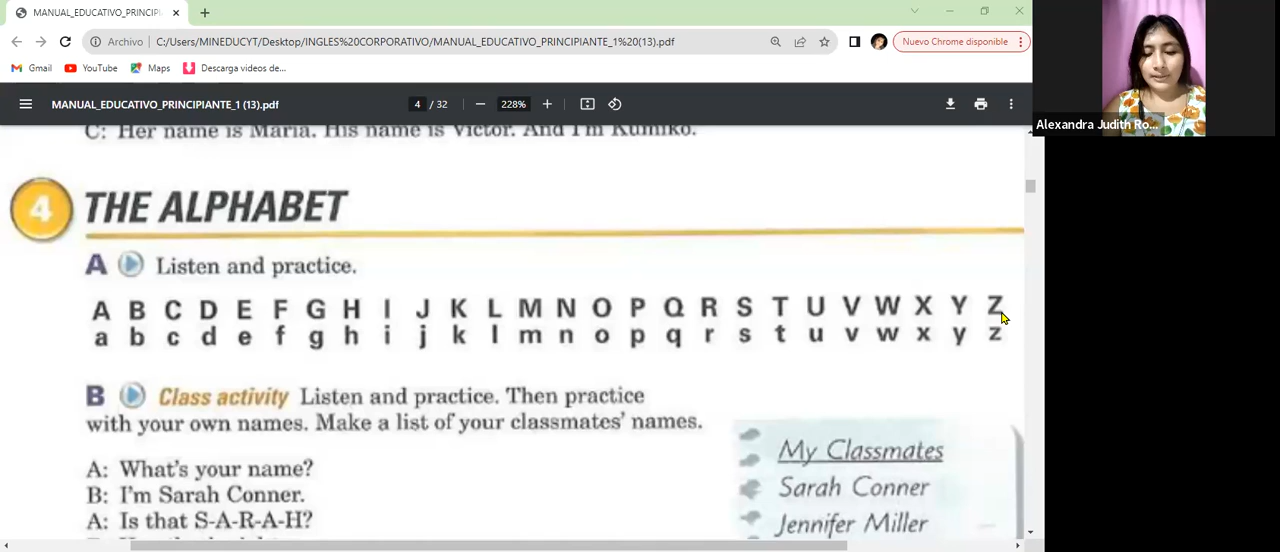 MANUAL_EDUCATIVO_PRINCIPI
Archivo
C:/Users/MINEDUCYT/Desktop/INGLES%20CORPORATIVO/MANUAL_EDUCATIVO_PRINCIPIANTE_1%20(13).pdf
Nuevo Chrome disponible
Gmail
YouTube
Maps
Descarga videos de...
MANUAL_EDUCATIVO_PRINCIPIANTE_1 (13).pdf
4 / 32
228%
Alexandra Judith Ro...
C: Her name is Maria. His name is Victor. And I'm Kumiko.
4 THE ALPHABET
A Listen and practice.
A B C D E F G H I J K L M N O P Q R S T U V W X Y Z
a b c d e f g h i j k l m n o p q r s t u v w x y z
B Class activity Listen and practice. Then practice
with your own names. Make a list of your classmates' names.
A: What's your name?
B: I'm Sarah Conner.
A: Is that S-A-R-A-H?
My Classmates
Sarah Conner
Jennifer Miller